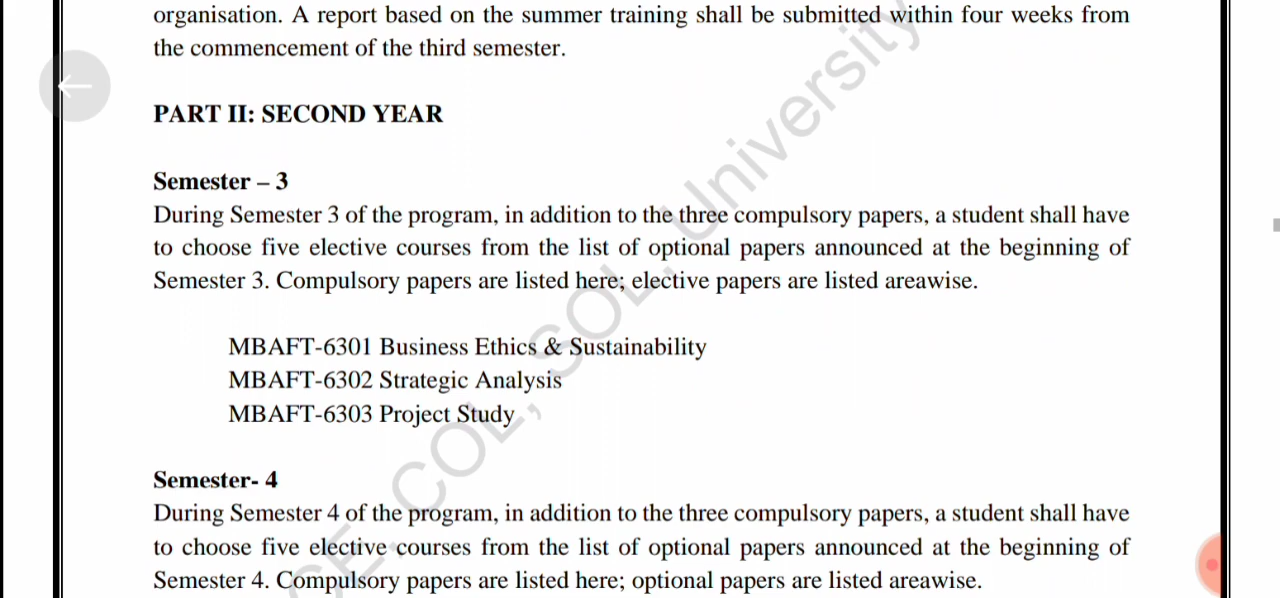 organisation. A report based on the summer training shall be submitted within four weeks from
the commencement of the third semester.
PART II: SECOND YEAR
Semester – 3
During Semester 3 of the program, in addition to the three compulsory papers, a student shall have
to choose five elective courses from the list of optional papers announced at the beginning of
Semester 3. Compulsory papers are listed here; elective papers are listed areawise.
MBAFT-6301 Business Ethics & Sustainability
MBAFT-6302 Strategic Analysis
MBAFT-6303 Project Study
Semester- 4
During Semester 4 of the program, in addition to the three compulsory papers, a student shall have
to choose five elective courses from the list of optional papers announced at the beginning of
Semester 4. Compulsory papers are listed here; optional papers are listed areawise.
COL, SOL, University